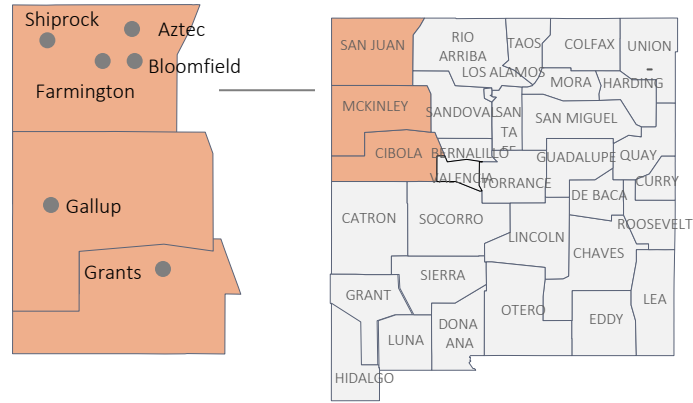 Shiprock
Aztec
Bloomfield
Farmington
Gallup
Grants
SAN JUAN
RIO
ARRIBA
TAOS
COLFAX
UNION
LOS ALAMOS
MORA
HARDING
MCKINLEY
SANDOVAL
SAN
TA
FE
SAN MIGUEL
CIBOLA
BERNALILLO
GUADALUPE
QUAY
VALENCIA
TORRANCE
CURRY
DE BACA
CATRON
SOCORRO
ROOSEVELT
LINCOLN
CHAVES
SIERRA
GRANT
OTERO
LEA
EDDY
LUNA
DONA
ANA
HIDALGO